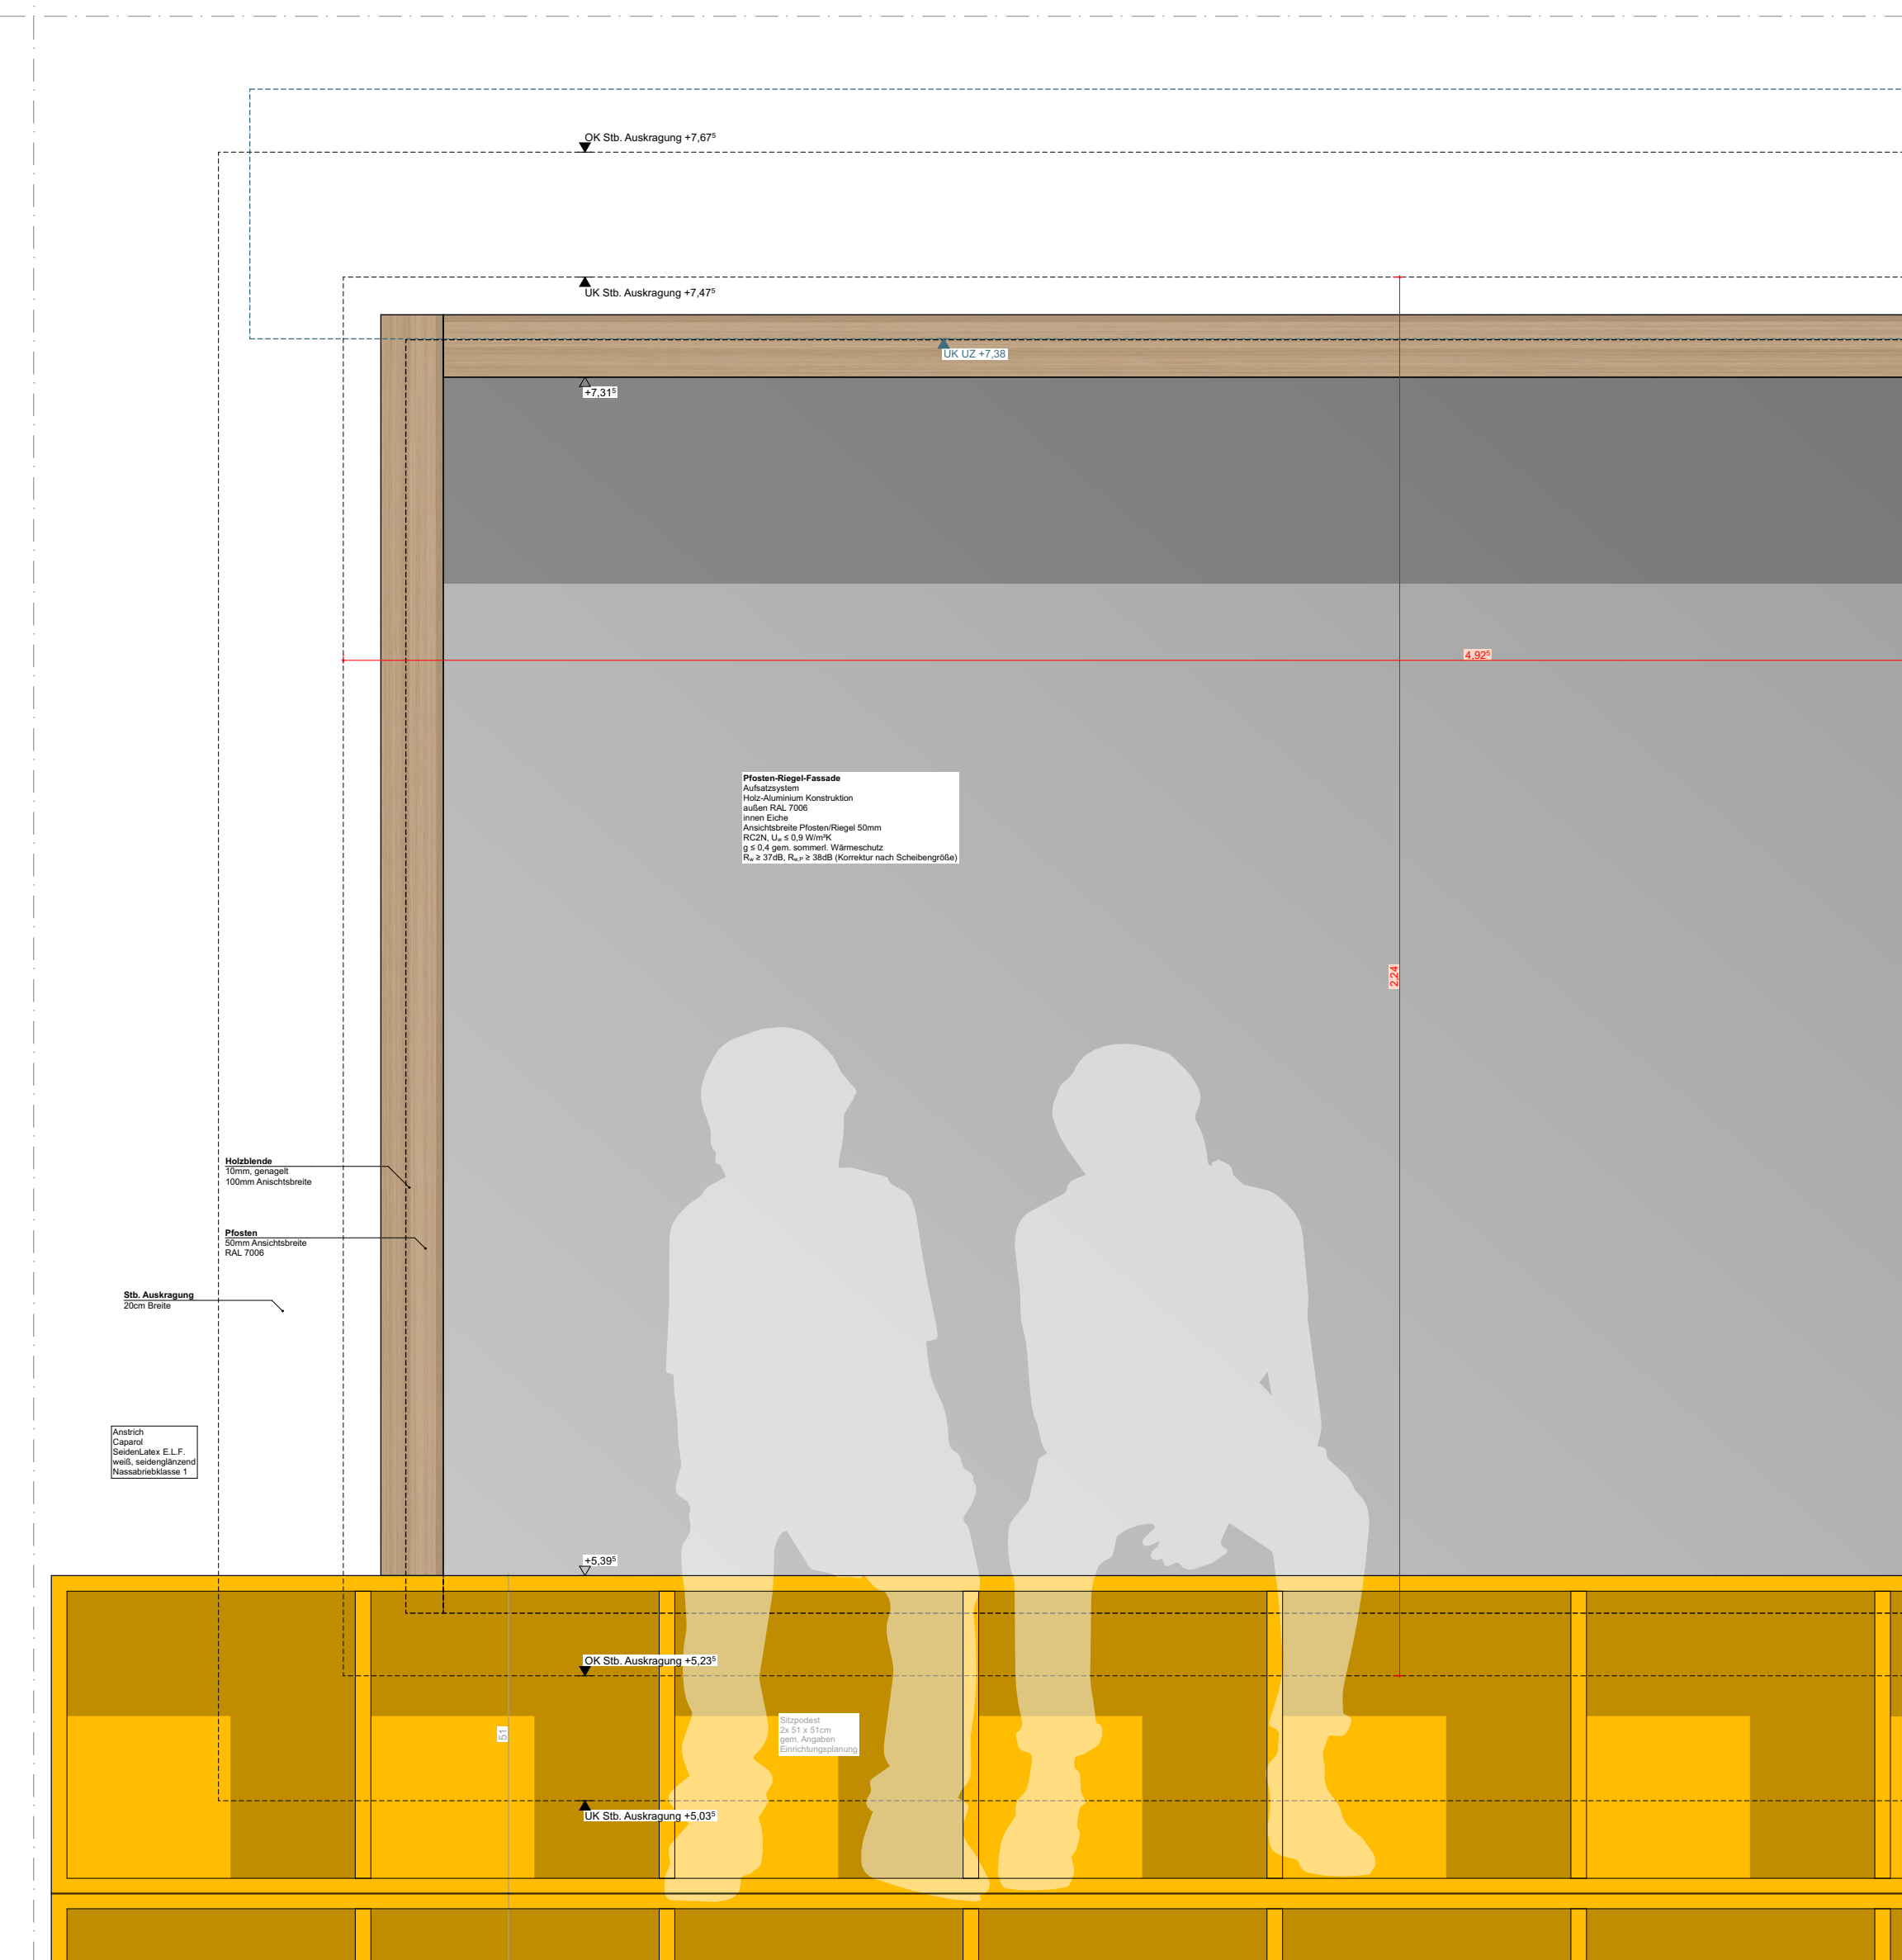 OK Stb. Auskragung +7,67⁵
UK Stb. Auskragung +7,47⁵
UK UZ +7,38
+7,31⁵
4,92⁵
Pfosten-Riegel-Fassade
Aufsatzsystem
Holz-Aluminium Konstruktion
außen RAL 7006
innen Eiche
Ansichtsbreite Pfosten/Riegel 50mm
RC2N, Uw ≤ 0,9 W/m²K
g ≤ 0,4 gem. sommerl. Wärmeschutz
Rw ≥ 37dB, Rw,P ≥ 38dB (Korrektur nach Scheibengröße)
2,24
Holzblende
10mm, genagelt
100mm Anischtsbreite
Pfosten
50mm Ansichtsbreite
RAL 7006
Stb. Auskragung
20cm Breite
Anstrich
Caparol
SeidenLatex E.L.F.
weiß, seidenglänzend
Nassabriebklasse 1
+5,39⁵
OK Stb. Auskragung +5,23⁵
51
Sitzpodest
2x 51 x 51cm
gem. Angaben
Einrichtungsplanung
UK Stb. Auskragung +5,03⁵